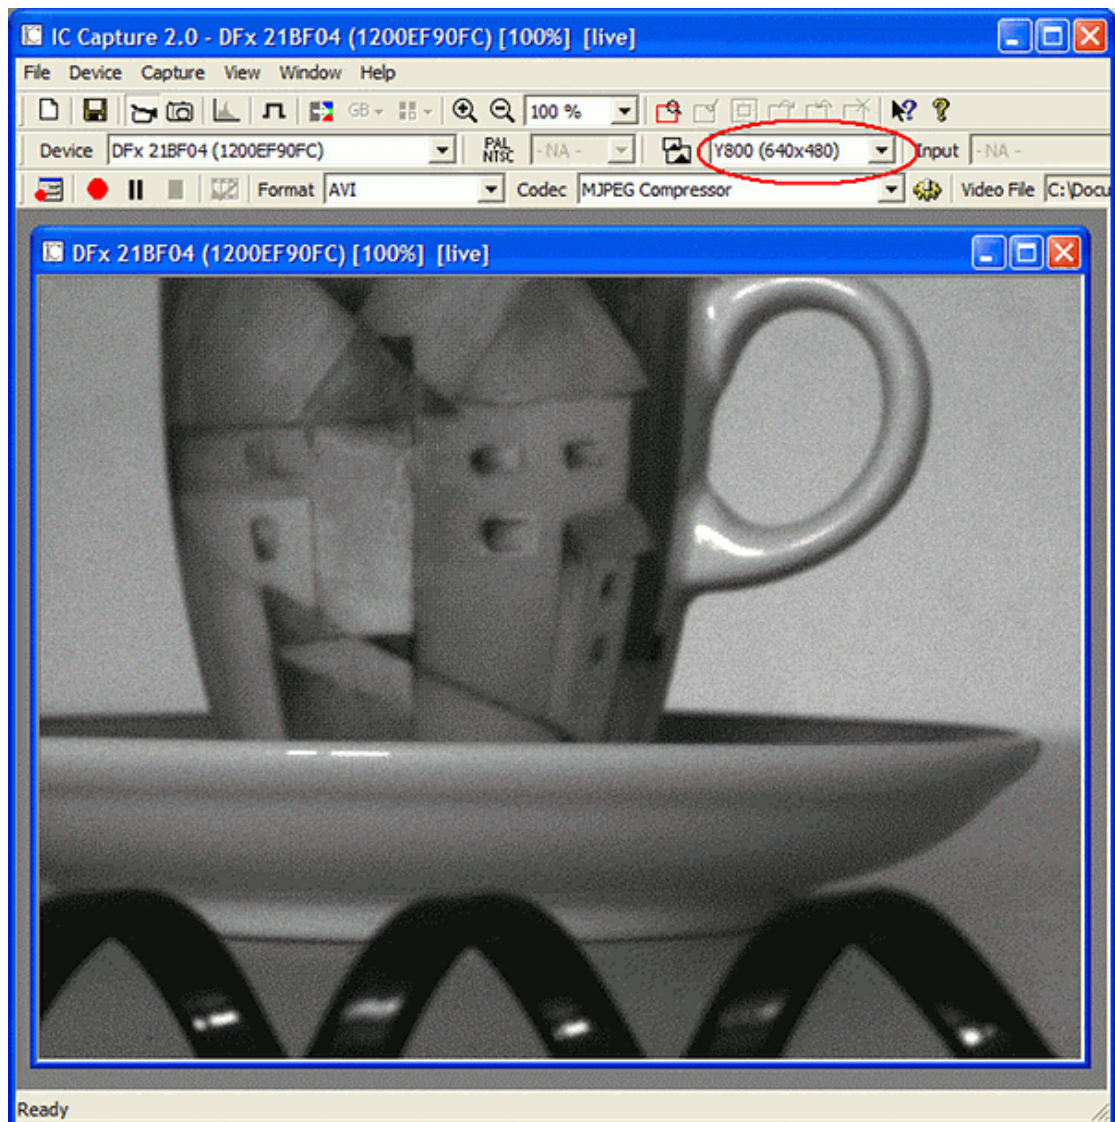 IC Capture 2.0 - DFx 21BF04 (1200EF90FC) [100%] [live]
File Device Capture View Window Help
GB 100 %
Device DFx 21BF04 (1200EF90FC) PAL NTSC - NA - Y800 (640x480) Input - NA -
Format AVI Codec MJPEG Compressor Video File C:\Docu
DFx 21BF04 (1200EF90FC) [100%] [live]
Ready